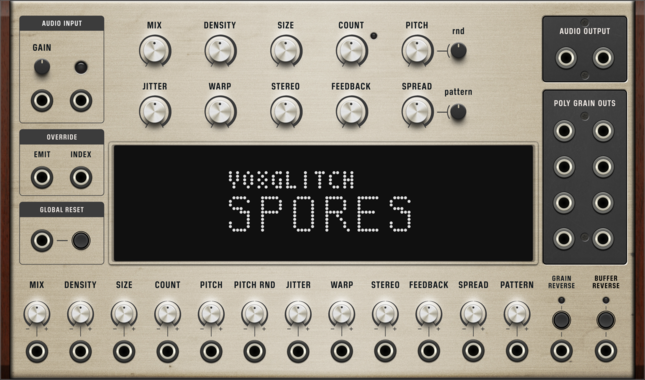 AUDIO INPUT
GAIN
MIX DENSITY SIZE COUNT PITCH rnd
JITTER WARP STEREO FEEDBACK SPREAD pattern
AUDIO OUTPUT
POLY GRAIN OUTS
OVERRIDE
EMIT INDEX
GLOBAL RESET
VOXGLITCH
SPORES
MIX DENSITY SIZE COUNT PITCH PITCH RND JITTER WARP STEREO FEEDBACK SPREAD PATTERN
GRAIN REVERSE
BUFFER REVERSE